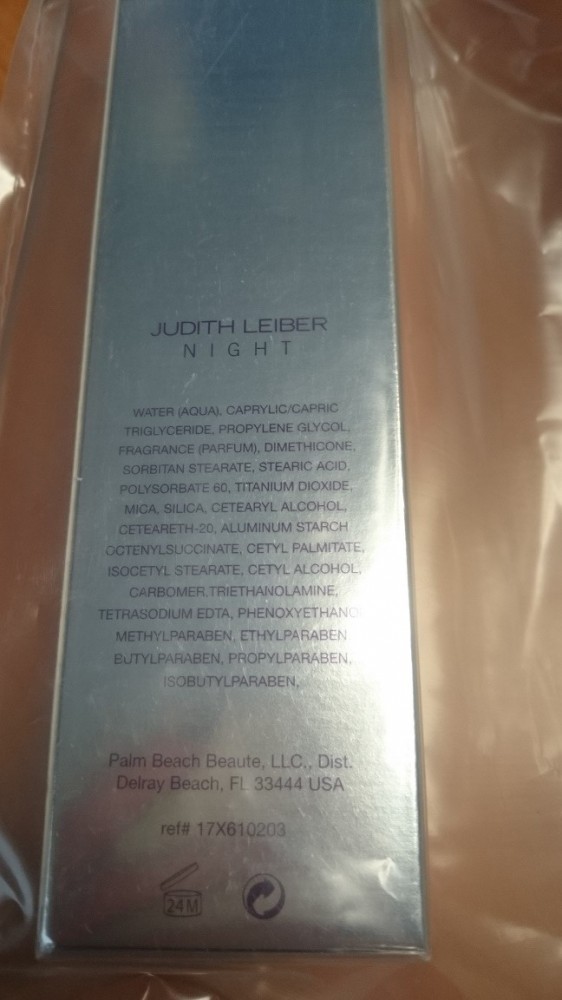 JUDITH LEIBER
NIGHT
WATER (AQUA), CAPRYLIC/CAPRIC
TRIGLYCERIDE, PROPYLENE GLYCOL,
FRAGRANCE (PARFUM), DIMETHICONE,
SORBITAN STEARATE, STEARIC ACID,
POLYSORBATE 60, TITANIUM DIOXIDE,
MICA, SILICA, CETEARYL ALCOHOL,
CETEARETH-20, ALUMINUM STARCH
OCTENYLSUCCINATE, CETYL PALMITATE,
ISOCETYL STEARATE, CETYL ALCOHOL,
CARBOMER,TRIETHANOLAMINE,
TETRASODIUM EDTA, PHENOXYETHANOL
METHYLPARABEN, ETHYLPARABEN
BUTYLPARABEN, PROPYLPARABEN,
ISOBUTYLPARABEN,
Palm Beach Beaute, LLC., Dist.
Delray Beach, FL 33444 USA
ref# 17X610203
24M